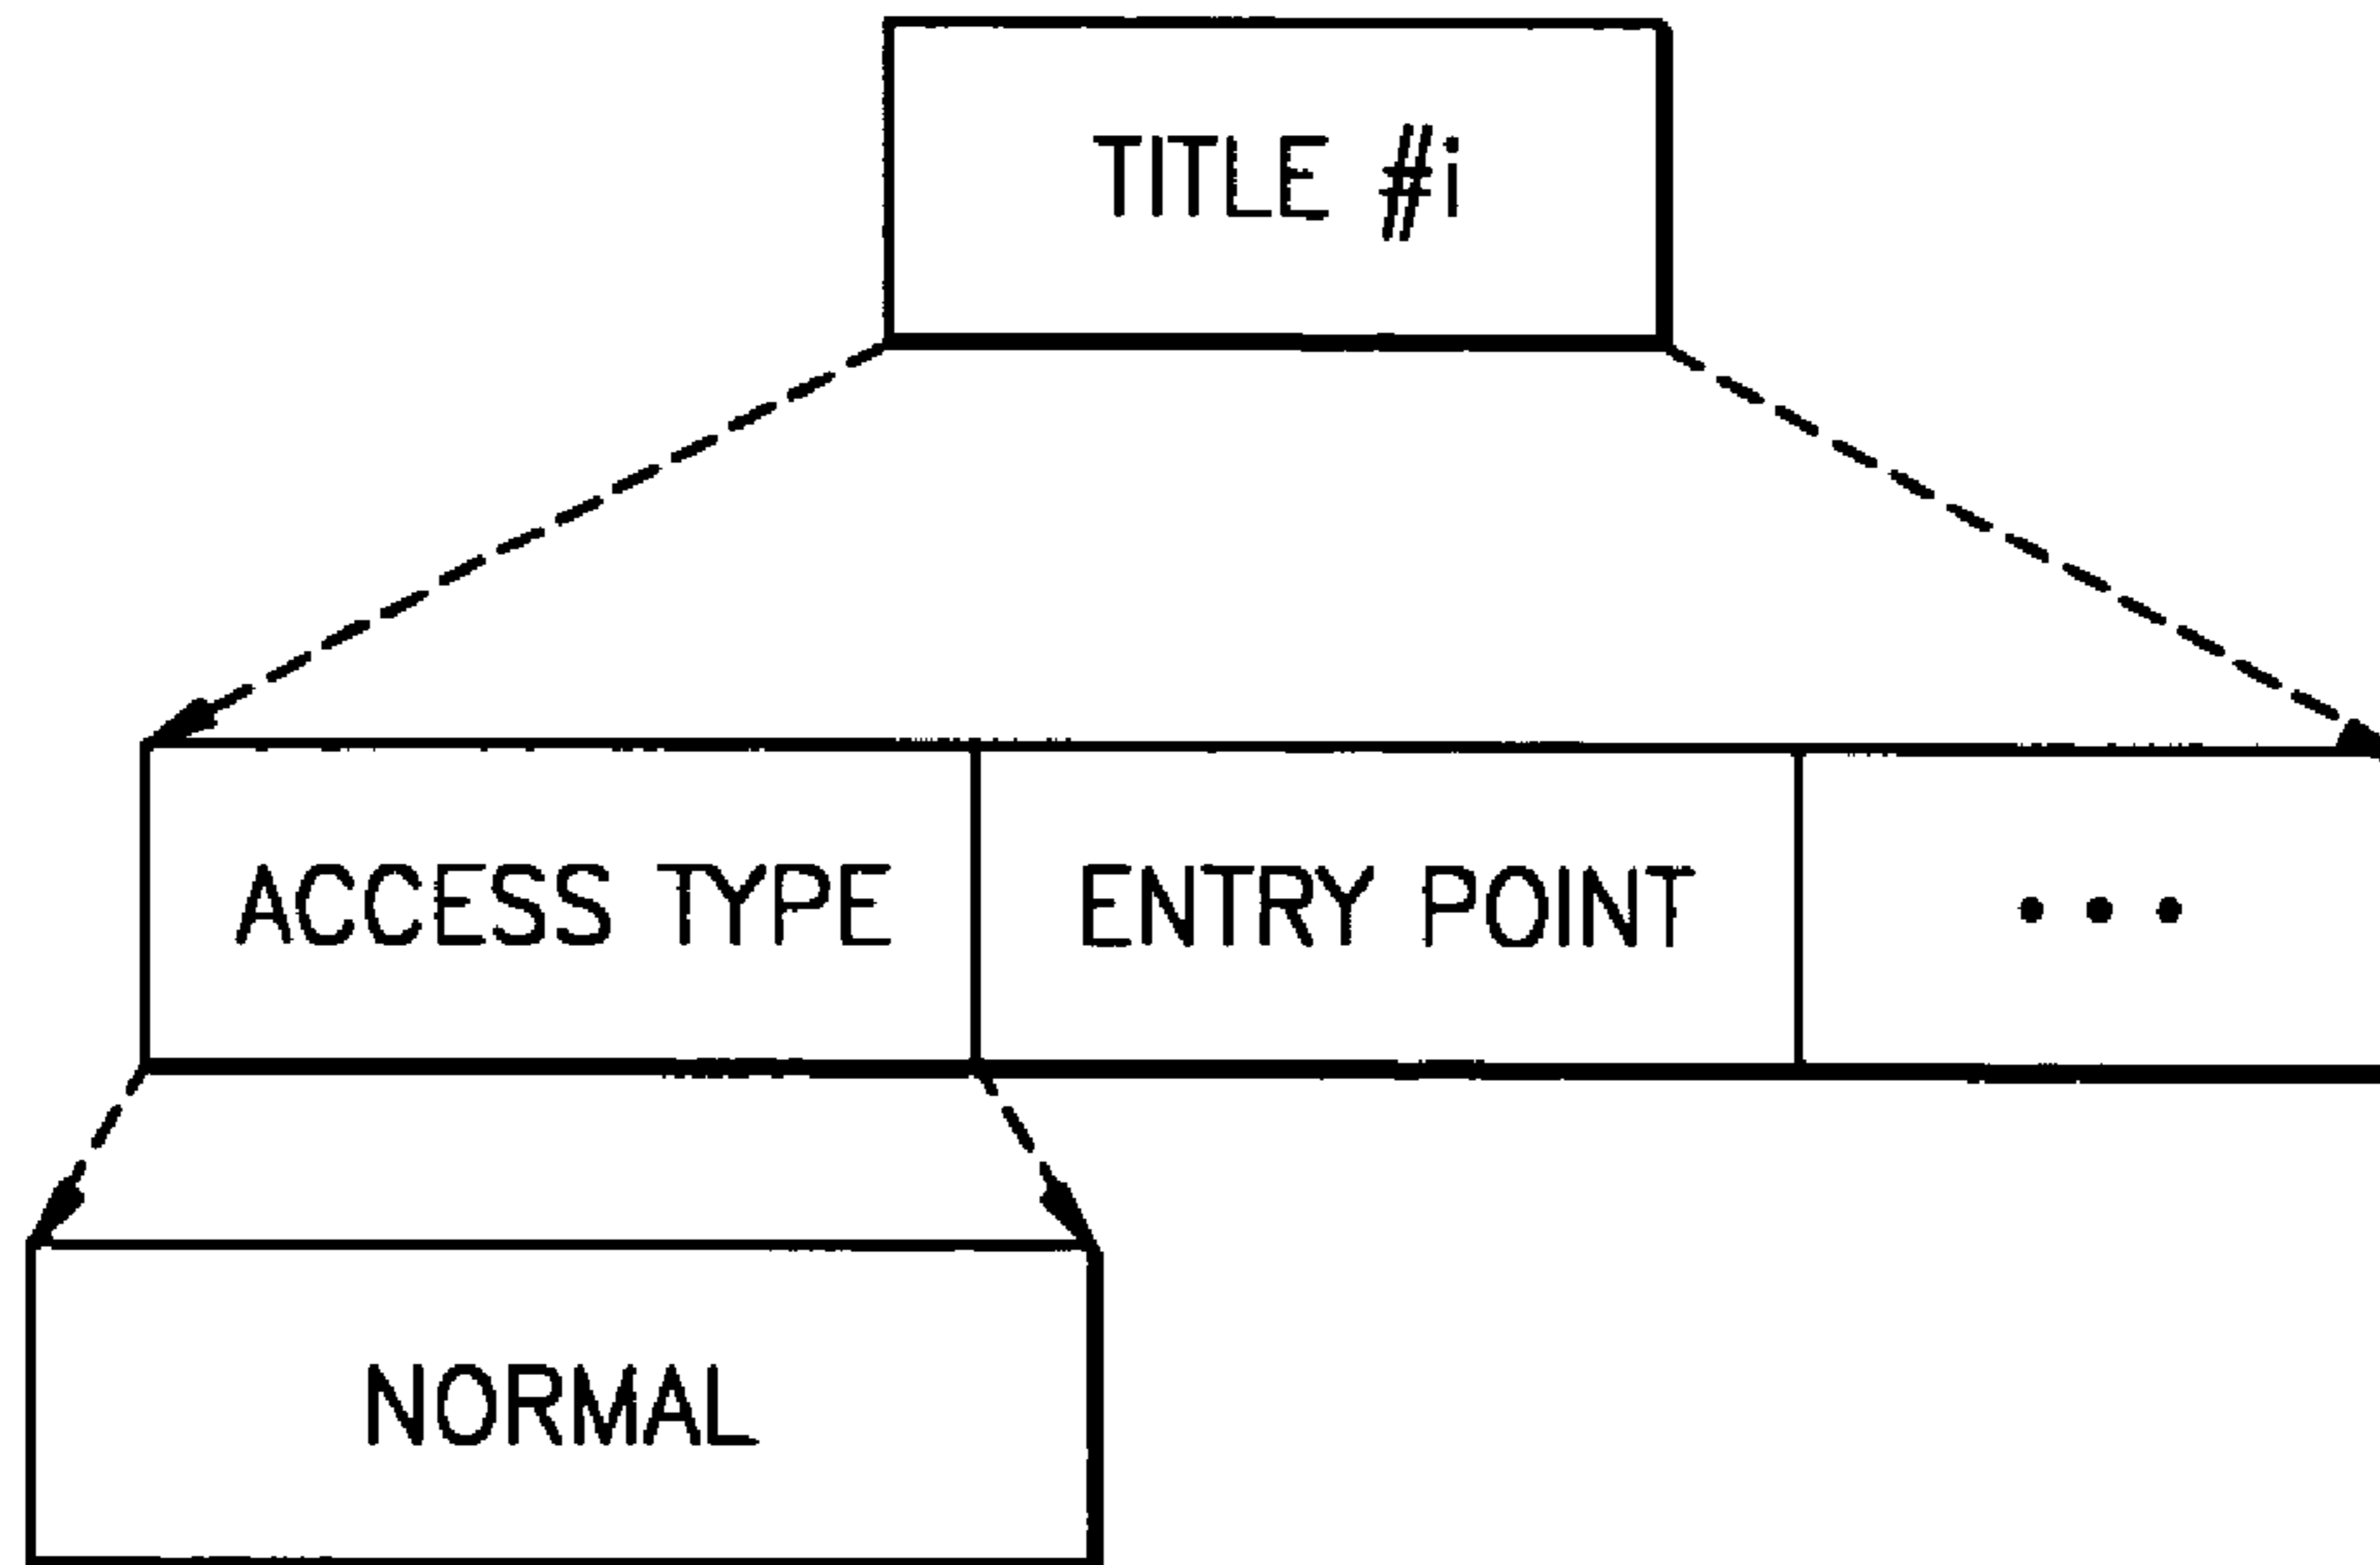 TITLE #i
ACCESS TYPE ENTRY POINT • • •
NORMAL